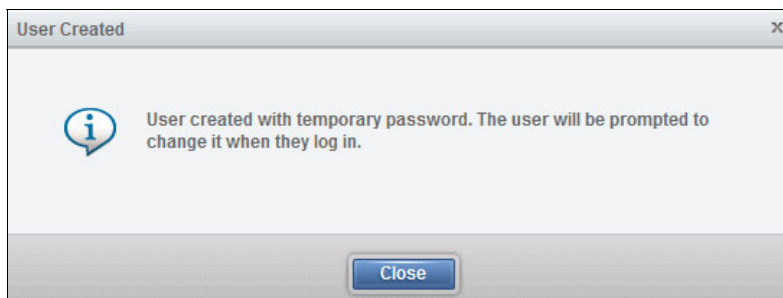 User Created
x
User created with temporary password. The user will be prompted to
change it when they log in.
Close